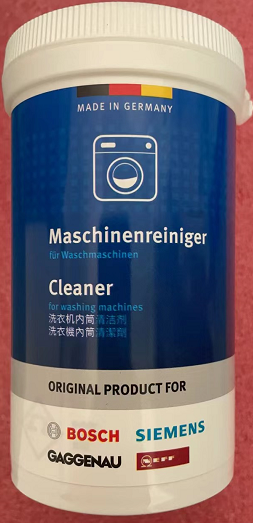 MADE IN GERMANY
Maschinenreiniger
für Waschmaschinen
Cleaner
for washing machines
洗衣机内筒清洁剂
洗衣機內筒清潔劑
ORIGINAL PRODUCT FOR
BOSCH SIEMENS
GAGGENAU NEFF